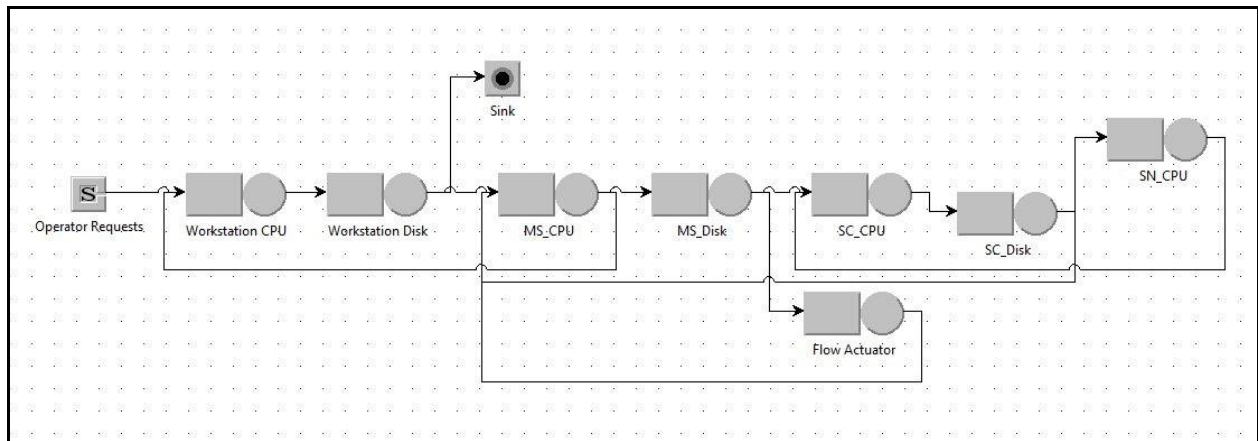 Sink
SN_CPU
S
Operator Requests
Workstation CPU
Workstation Disk
MS_CPU
MS_Disk
SC_CPU
SC_Disk
Flow Actuator